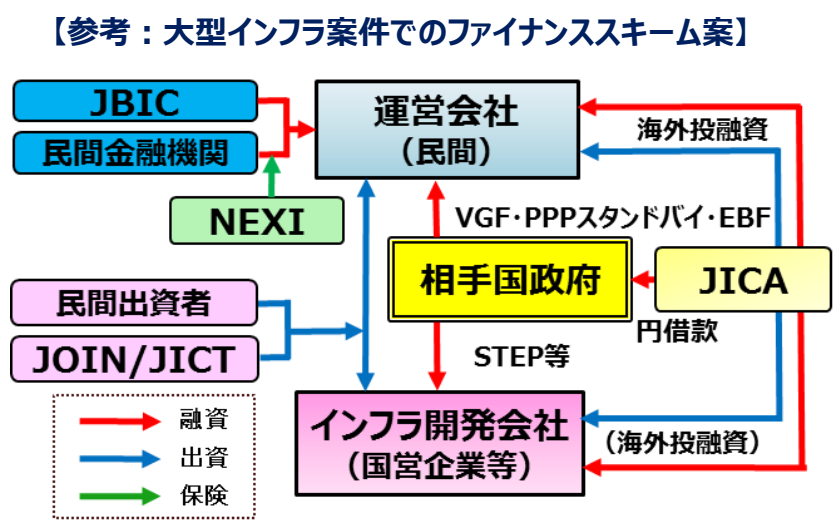 【参考：大型インフラ案件でのファイナンススキーム案】
JBIC
民間金融機関
NEXI
運営会社
（民間）
海外投融資
VGF・PPPスタンドバイ・EBF
相手国政府
JICA
円借款
民間出資者
JOIN/JICT
STEP等
インフラ開発会社
（国営企業等）
（海外投融資）
融資
出資
保険